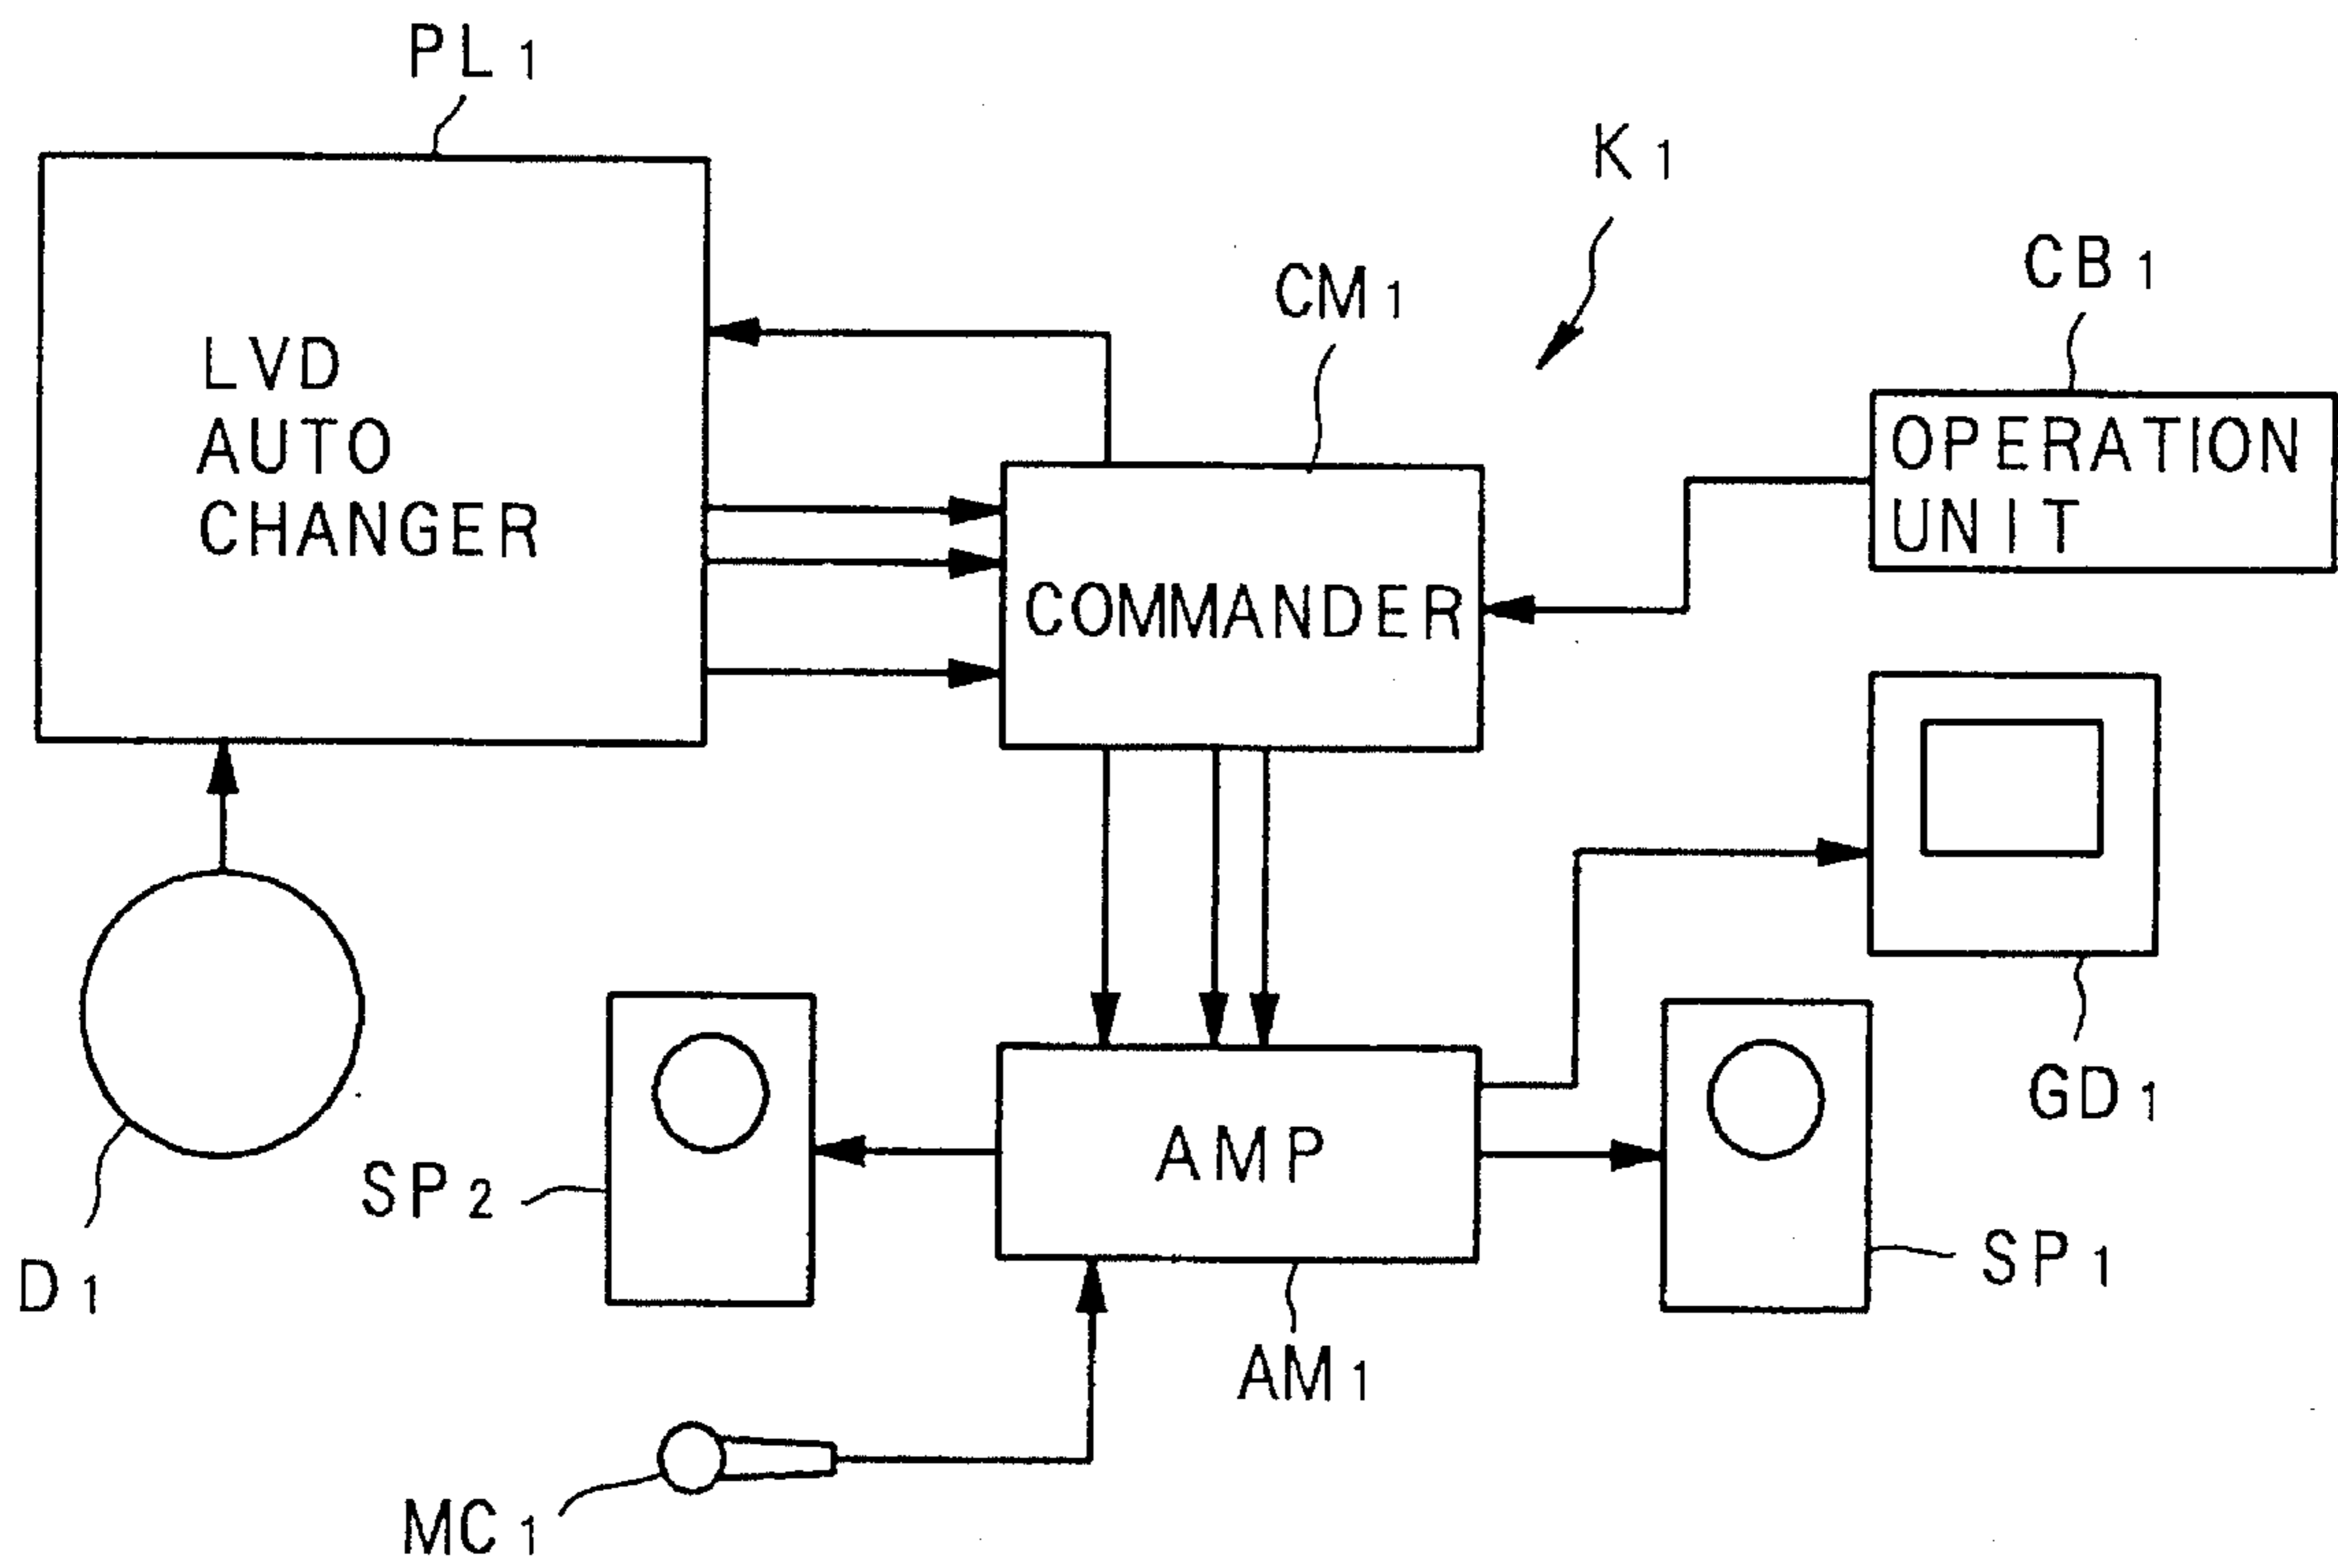 PL1
K1
CB1
CM1
LVD
AUTO
CHANGER
OPERATION
UNIT
COMMANDER
GD1
AMP
SP2
SP1
D1
AM1
MC1